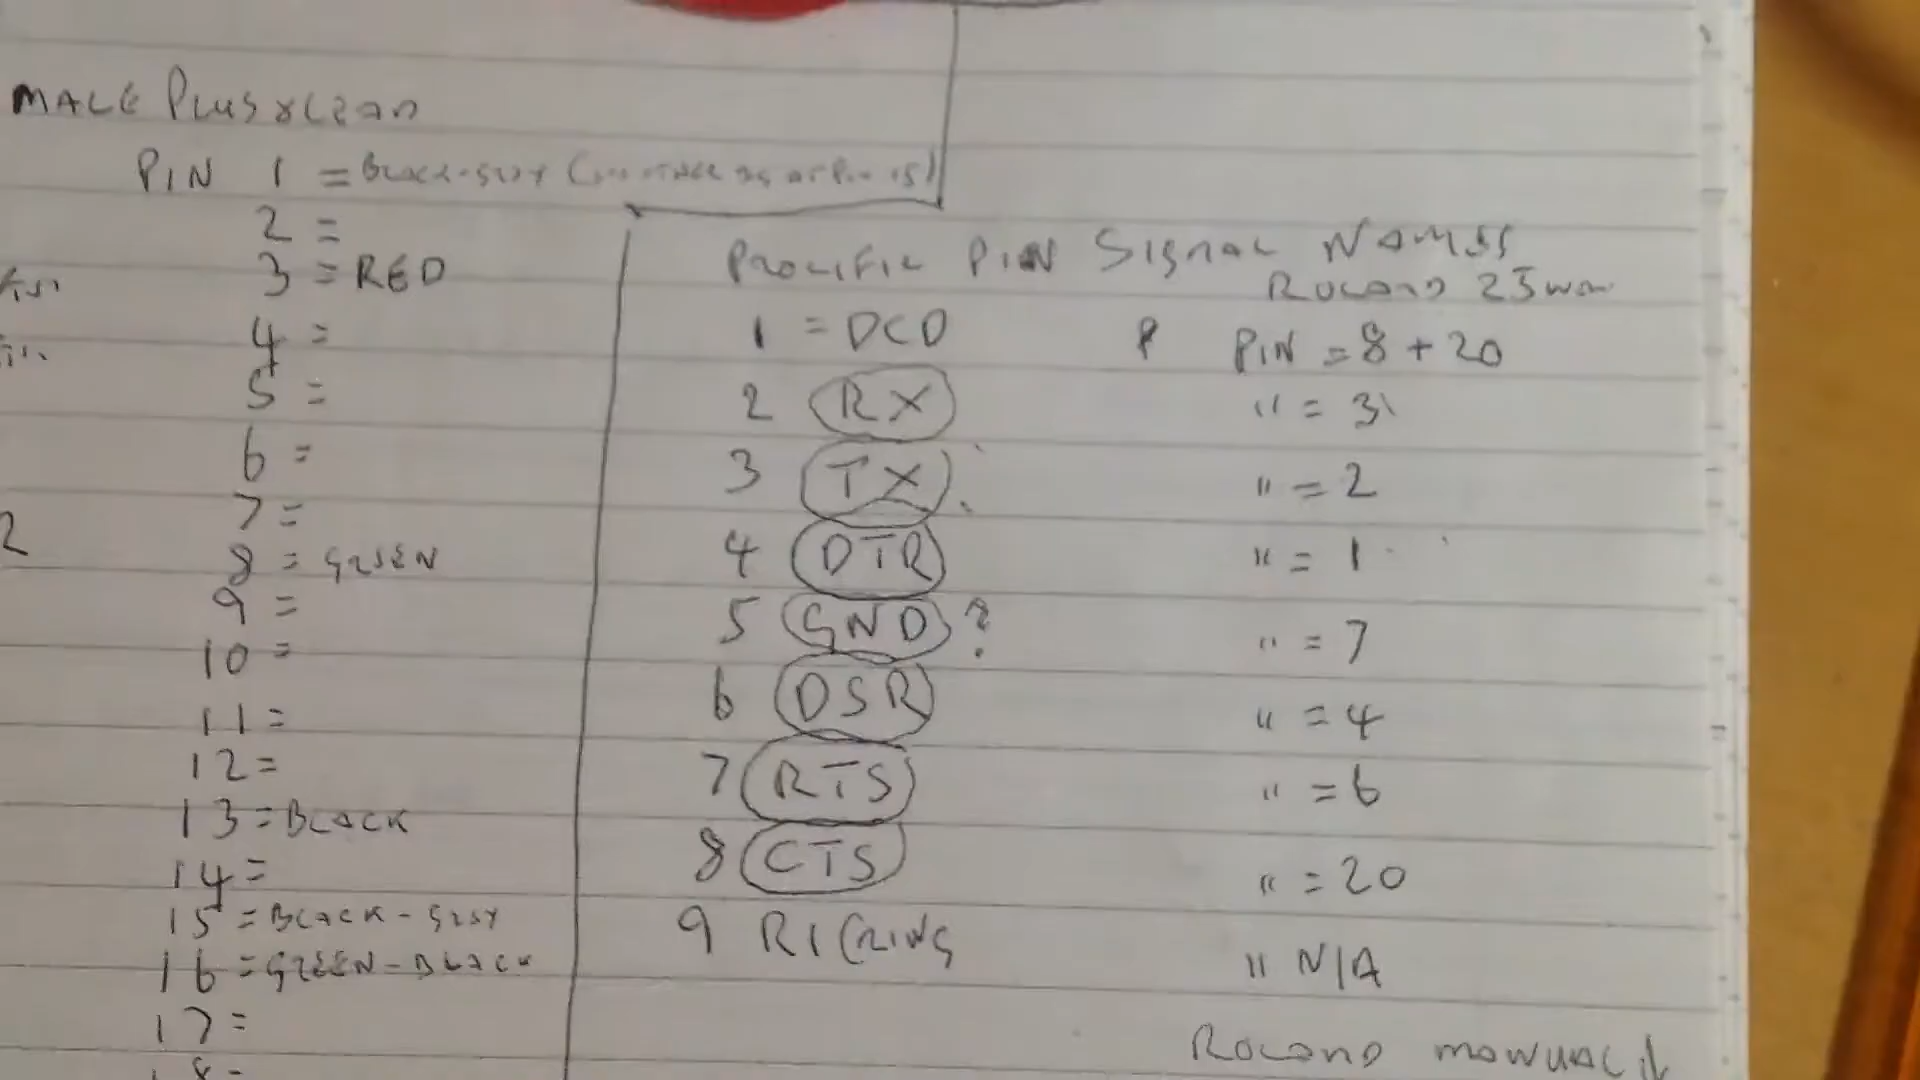 MALE PLUS
PIN 1 = BLACK-GREY
2 =
3 = RED
4 =
5 =
6 =
7 =
8 = GREEN
9 =
10 =
11 =
12 =
13 = BLACK
14 =
15 = BLACK - GREY
16 = GREEN - BLACK
17 =
2
PROLIFIC PIN SIGNAL NAMES
ROLAND 25
1 = DCD PIN = 8 + 20
2 RX " = 3
3 TX " = 2
4 DTR " = 1
5 GND ? " = 7
6 DSR " = 4
7 RTS " = 6
8 CTS " = 20
9 RI (RING " N/A
ROLAND MANUAL